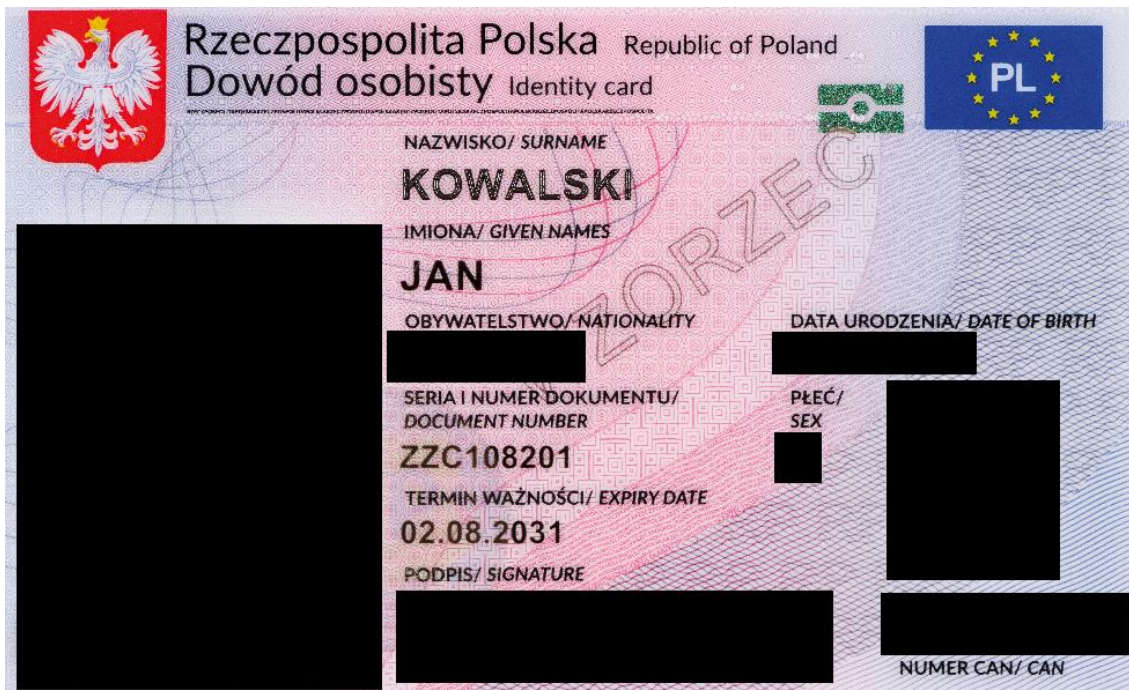 Rzeczpospolita Polska Republic of Poland
Dowód osobisty Identity card
PL
NAZWISKO/ SURNAME
KOWALSKI
IMIONA/ GIVEN NAMES
JAN
WZORZEC
OBYWATELSTWO/ NATIONALITY
DATA URODZENIA/ DATE OF BIRTH
SERIA I NUMER DOKUMENTU/
DOCUMENT NUMBER
PŁEĆ/
SEX
ZZC108201
TERMIN WAŻNOŚCI/ EXPIRY DATE
02.08.2031
PODPIS/ SIGNATURE
NUMER CAN/ CAN